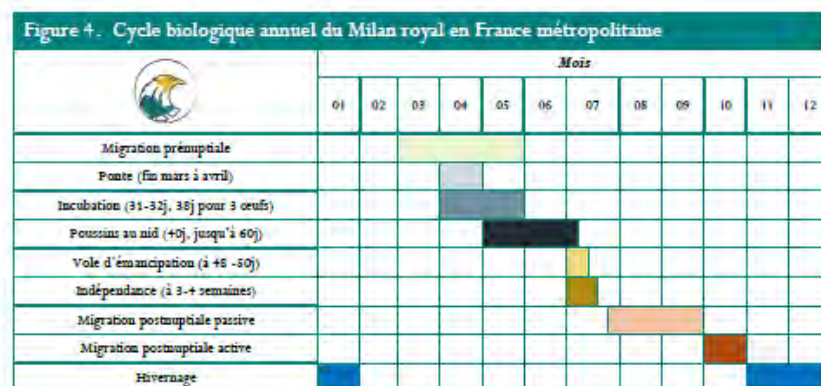 Figure 4. Cycle biologique annuel du Milan royal en France métropolitaine
Mois
01 02 03 04 05 06 07 08 09 10 11 12
Migration prénuptiale
Ponte (fin mars à avril)
Incubation (31-32j, 38j pour 3 œufs)
Poussins au nid (40j, jusqu'à 60j)
Vole d'émancipation (à 48 -50j)
Indépendance (à 3-4 semaines)
Migration postnuptiale passive
Migration postnuptiale active
Hivernage